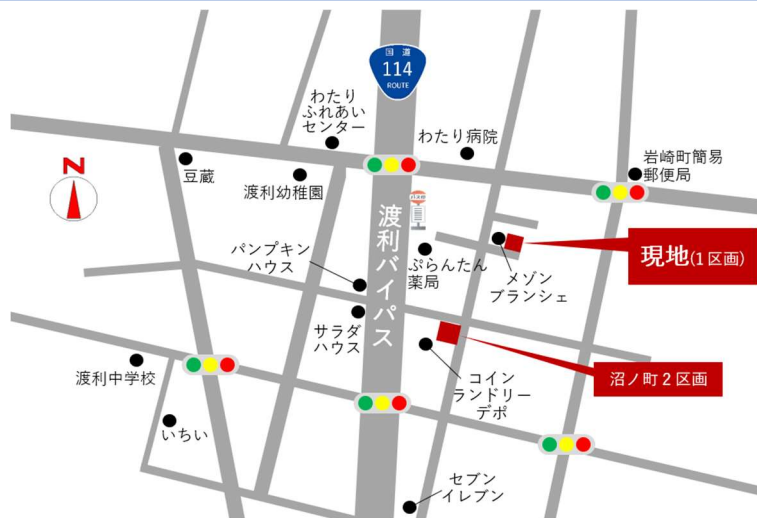 国道
114
ROUTE
わたり
ふれあい
センター
わたり病院
岩崎町簡易
郵便局
豆蔵
渡利幼稚園
N
バス停
渡利バイパス
現地(1区画)
パンプキン
ハウス
ぷらんたん
薬局
メゾン
ブランシェ
サラダ
ハウス
沼ノ町2区画
渡利中学校
コイン
ランドリー
デポ
いちい
セブン
イレブン